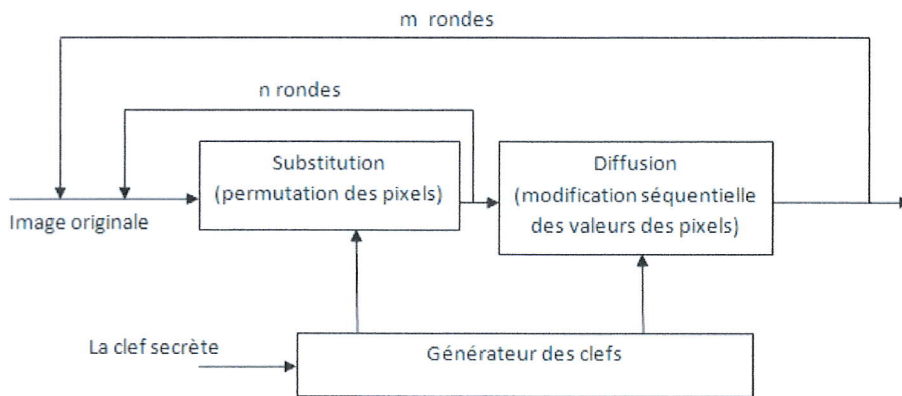 m rondes
n rondes
Substitution
(permutation des pixels)
Diffusion
(modification séquentielle
des valeurs des pixels)
Image originale
La clef secrète
Générateur des clefs